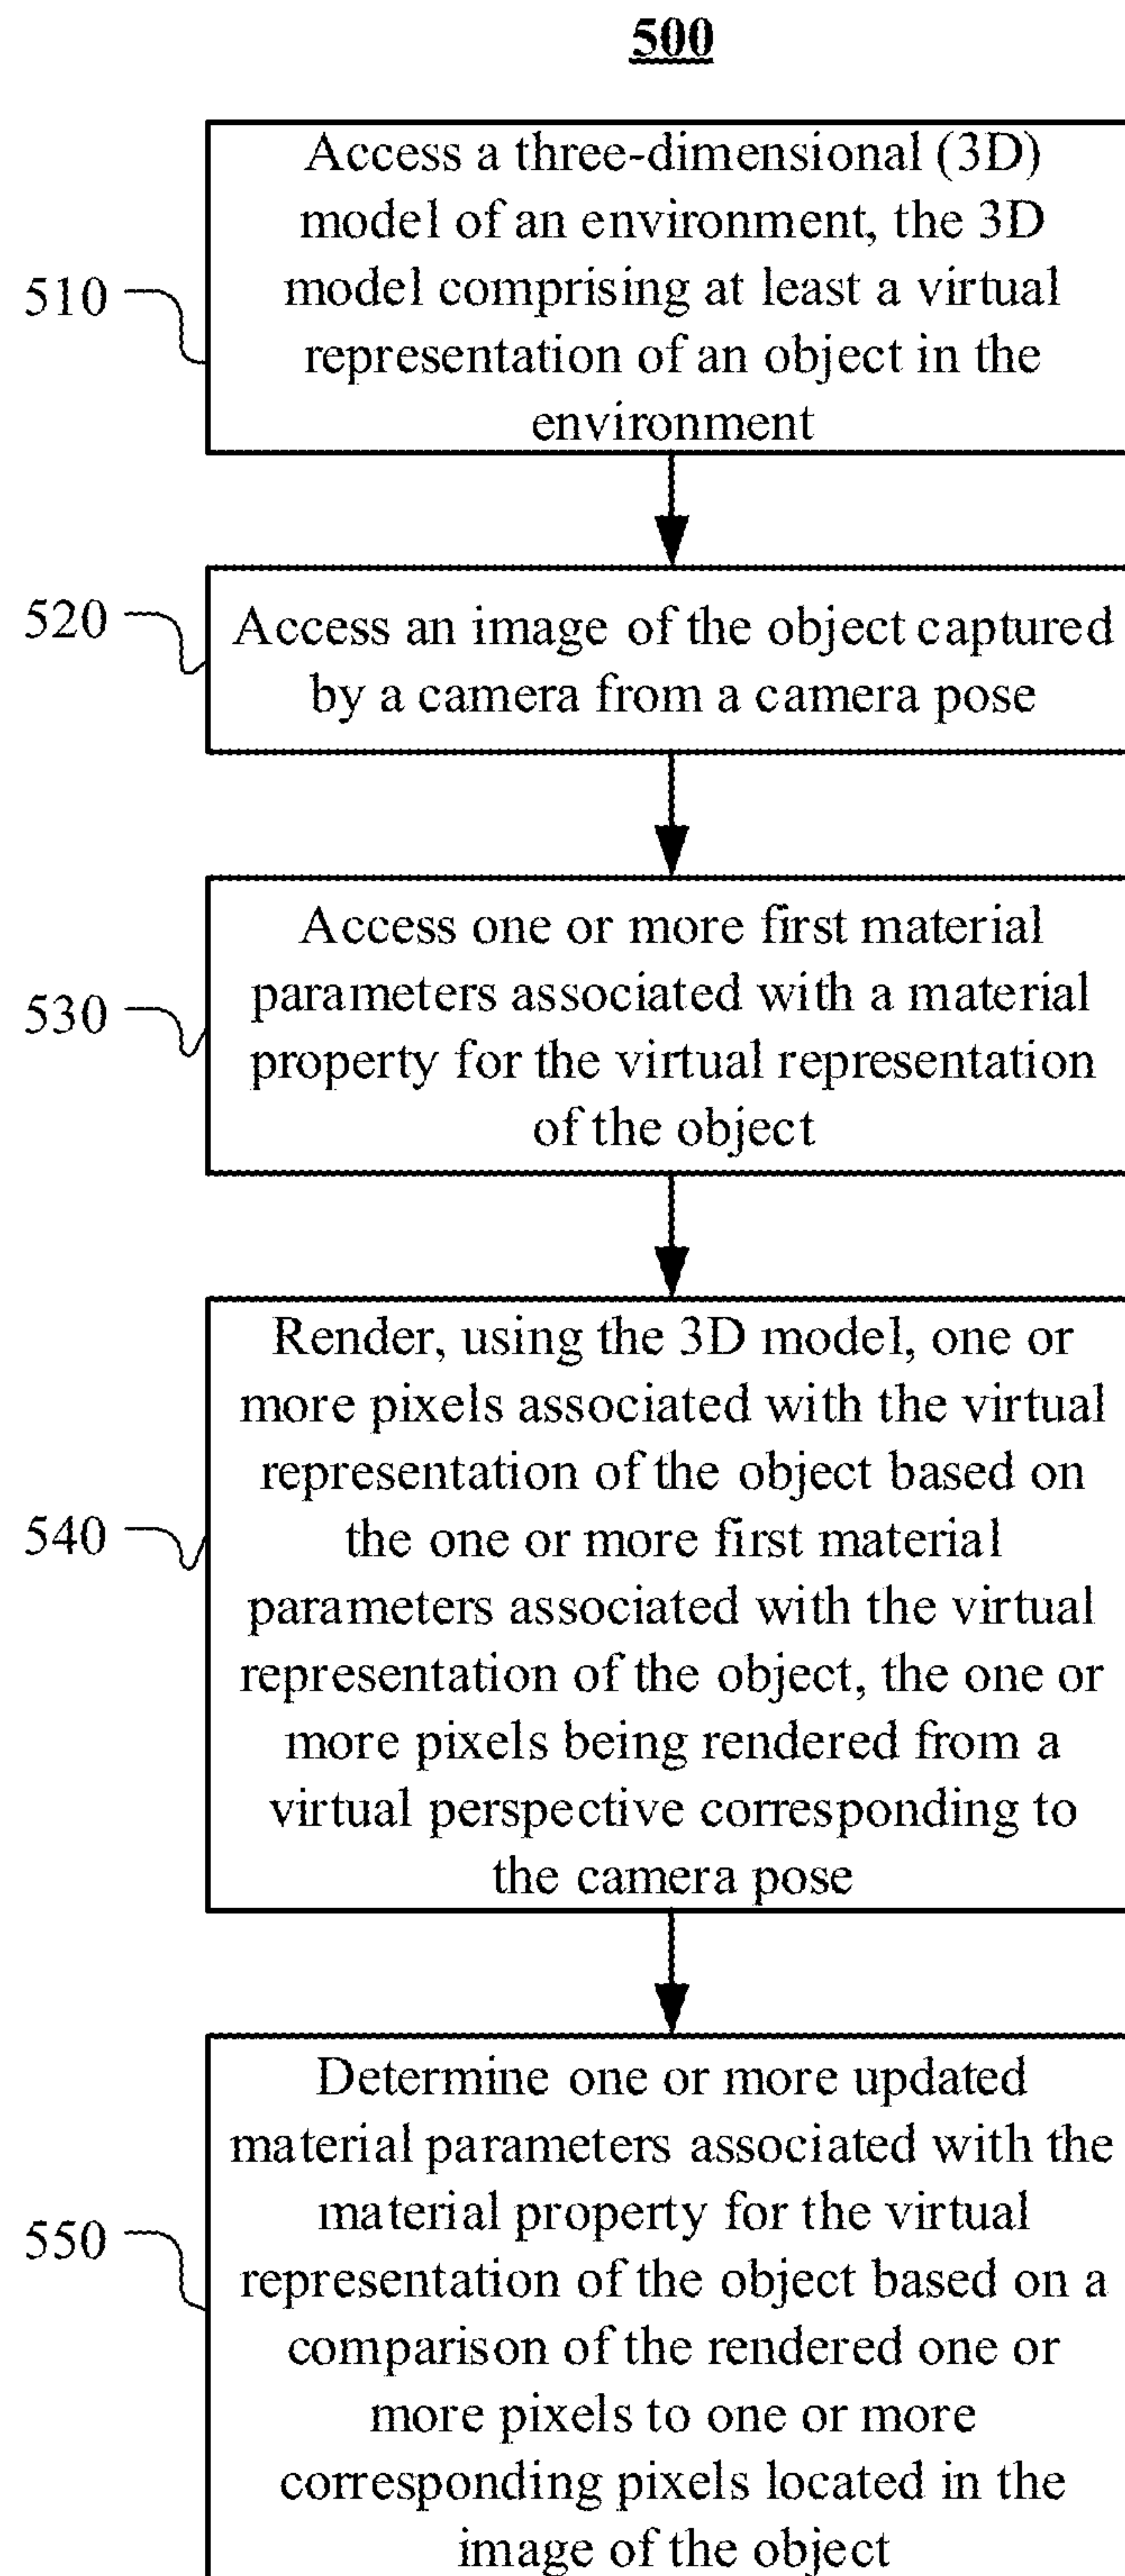 500
Access a three-dimensional (3D)
model of an environment, the 3D
model comprising at least a virtual
representation of an object in the
environment
510
520
Access an image of the object captured
by a camera from a camera pose
Access one or more first material
parameters associated with a material
property for the virtual representation
of the object
530
Render, using the 3D model, one or
more pixels associated with the virtual
representation of the object based on
the one or more first material
parameters associated with the virtual
representation of the object, the one or
more pixels being rendered from a
virtual perspective corresponding to
the camera pose
540
Determine one or more updated
material parameters associated with the
material property for the virtual
representation of the object based on a
comparison of the rendered one or
more pixels to one or more
corresponding pixels located in the
image of the object
550